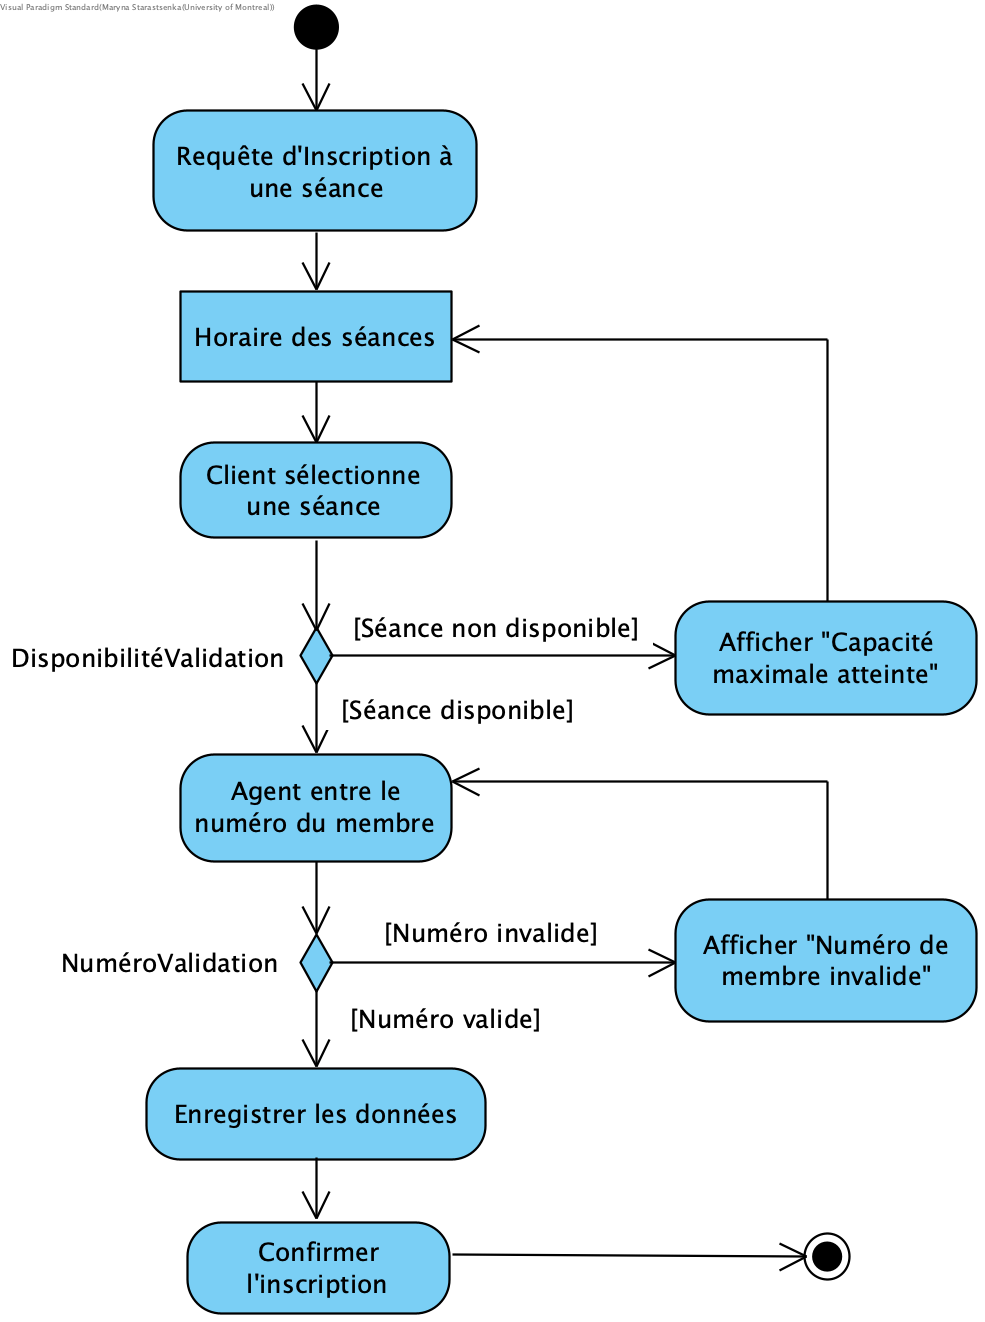 Visual Paradigm Standard(Maryna Starastsenka(University of Montreal))
Requête d'Inscription à
une séance
Horaire des séances
Client sélectionne
une séance
[Séance non disponible]
Afficher "Capacité
maximale atteinte"
DisponibilitéValidation
[Séance disponible]
Agent entre le
numéro du membre
[Numéro invalide]
Afficher "Numéro de
membre invalide"
NuméroValidation
[Numéro valide]
Enregistrer les données
Confirmer
l'inscription